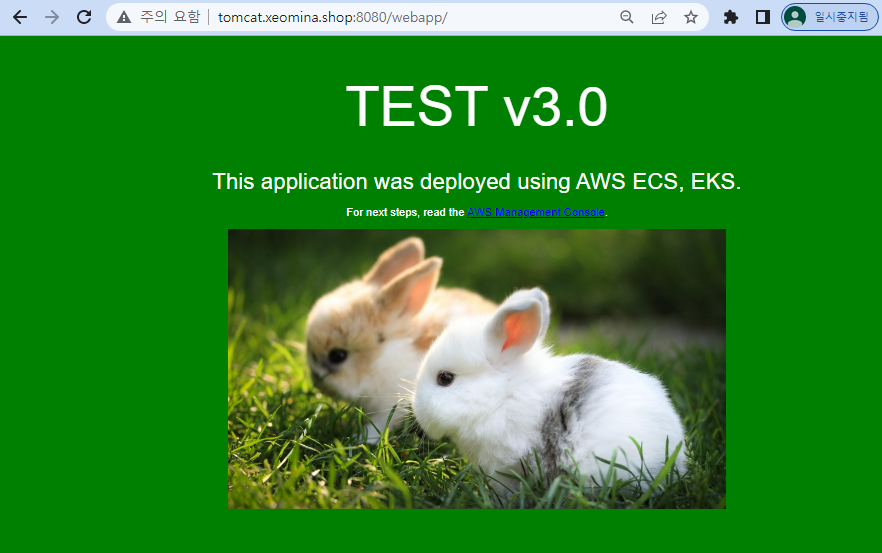 주의 요함 tomcat.xeomina.shop:8080/webapp/ 일시중지됨
TEST v3.0
This application was deployed using AWS ECS, EKS.
For next steps, read the AWS Management Console.